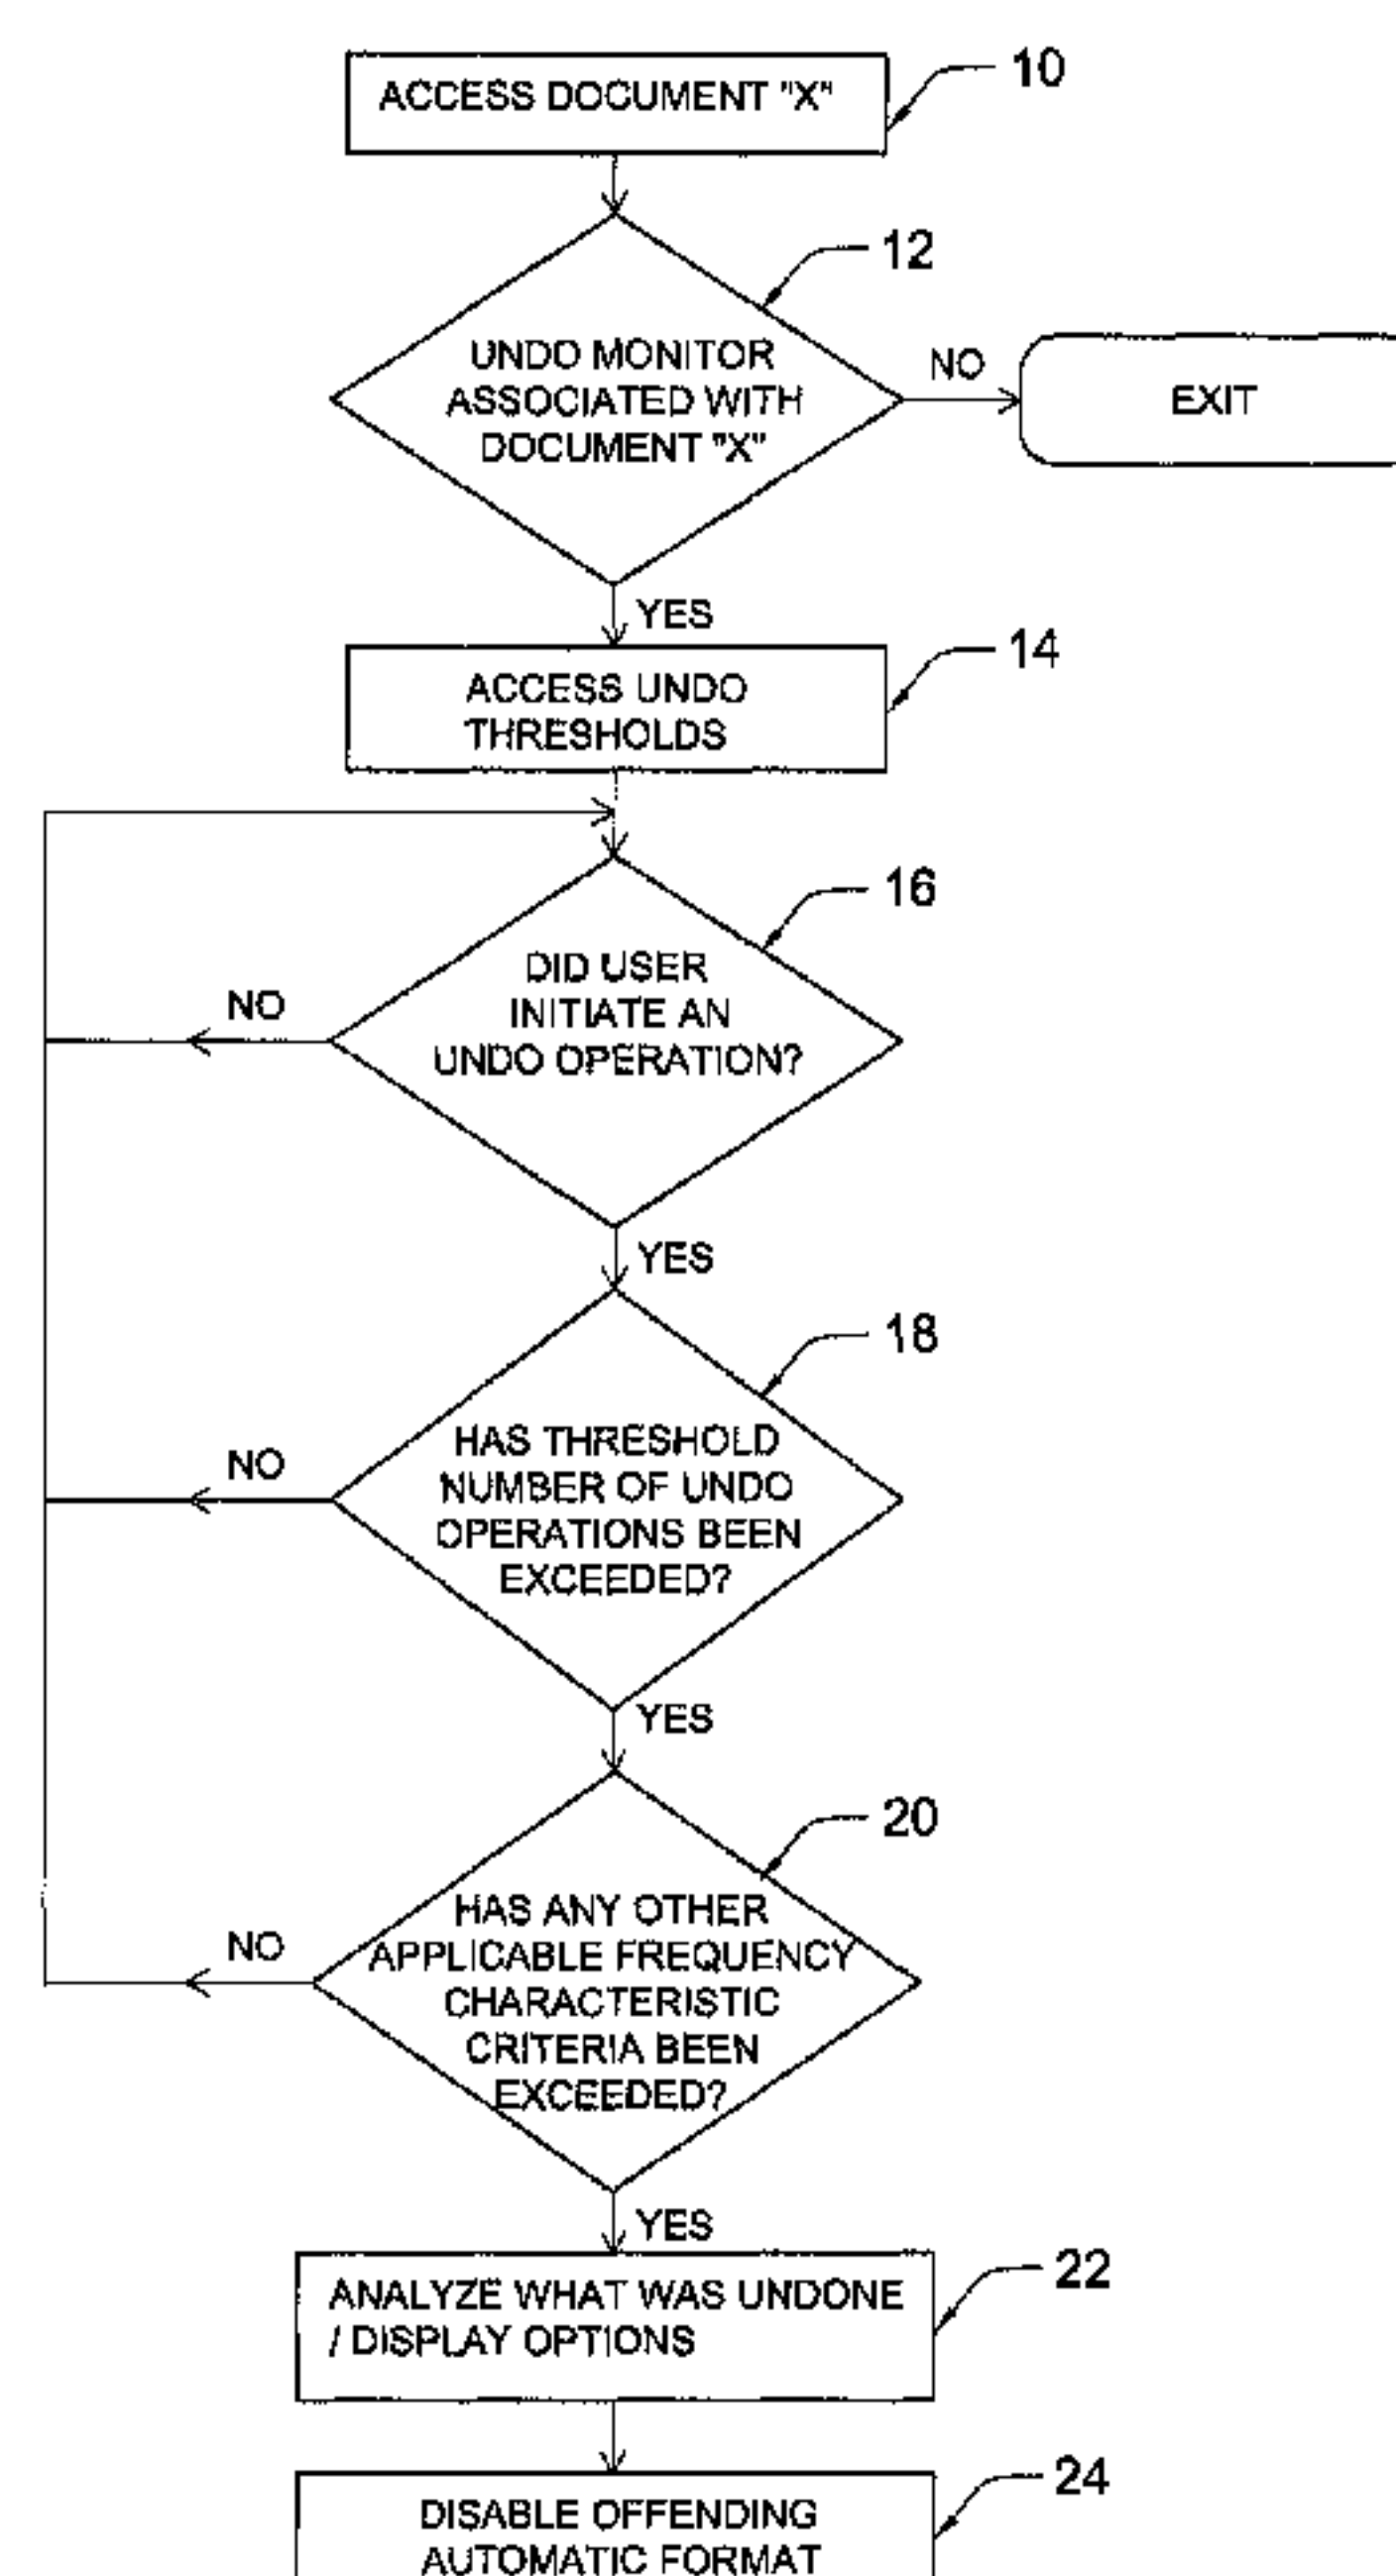 ACCESS DOCUMENT "X"
10
12
UNDO MONITOR
ASSOCIATED WITH
DOCUMENT "X"
NO
EXIT
YES
14
ACCESS UNDO
THRESHOLDS
16
DID USER
INITIATE AN
UNDO OPERATION?
NO
YES
18
HAS THRESHOLD
NUMBER OF UNDO
OPERATIONS BEEN
EXCEEDED?
NO
YES
20
HAS ANY OTHER
APPLICABLE FREQUENCY
CHARACTERISTIC
CRITERIA BEEN
EXCEEDED?
NO
YES
22
ANALYZE WHAT WAS UNDONE
/ DISPLAY OPTIONS
24
DISABLE OFFENDING
AUTOMATIC FORMAT